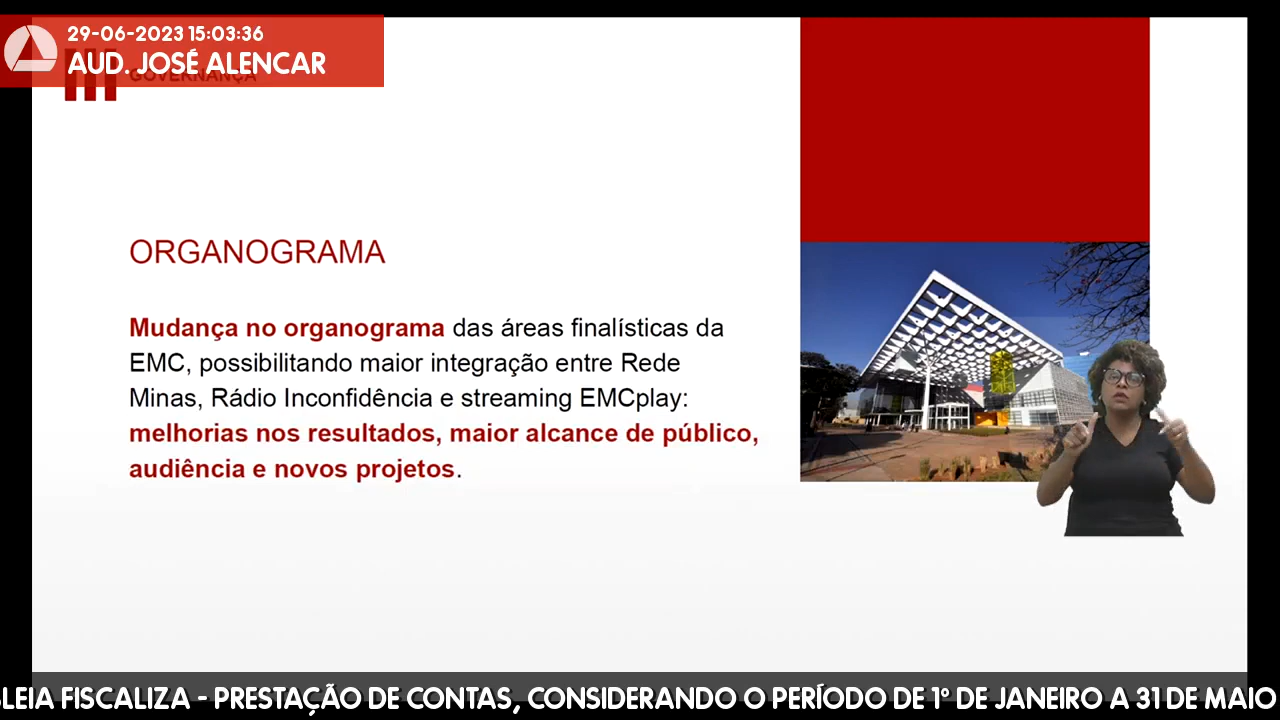 29-06-2023 15:03:36
AUD. JOSÉ ALENCAR
GOVERNANÇA
ORGANOGRAMA
Mudança no organograma das áreas finalísticas da
EMC, possibilitando maior integração entre Rede
Minas, Rádio Inconfidência e streaming EMCplay:
melhorias nos resultados, maior alcance de público,
audiência e novos projetos.
LEIA FISCALIZA - PRESTAÇÃO DE CONTAS, CONSIDERANDO O PERÍODO DE 1º DE JANEIRO A 31 DE MAIO